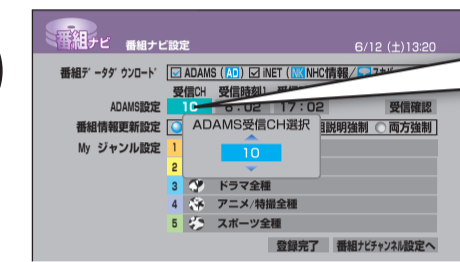 番組ナビ 番組ナビ設定 6/12 (土)13:20
番組データダウンロード ADAMS (AD) iNET (NHC情報/
受信CH 受信時刻1
ADAMS設定 10 6:02 17:02 受信確認
番組情報更新設定 説明強制 両方強制
ADAMS受信CH選択
10
My ジャンル設定 1
2
3 ドラマ全種
4 アニメ/特撮全種
5 スポーツ全種
登録完了 番組ナビチャンネル設定へ